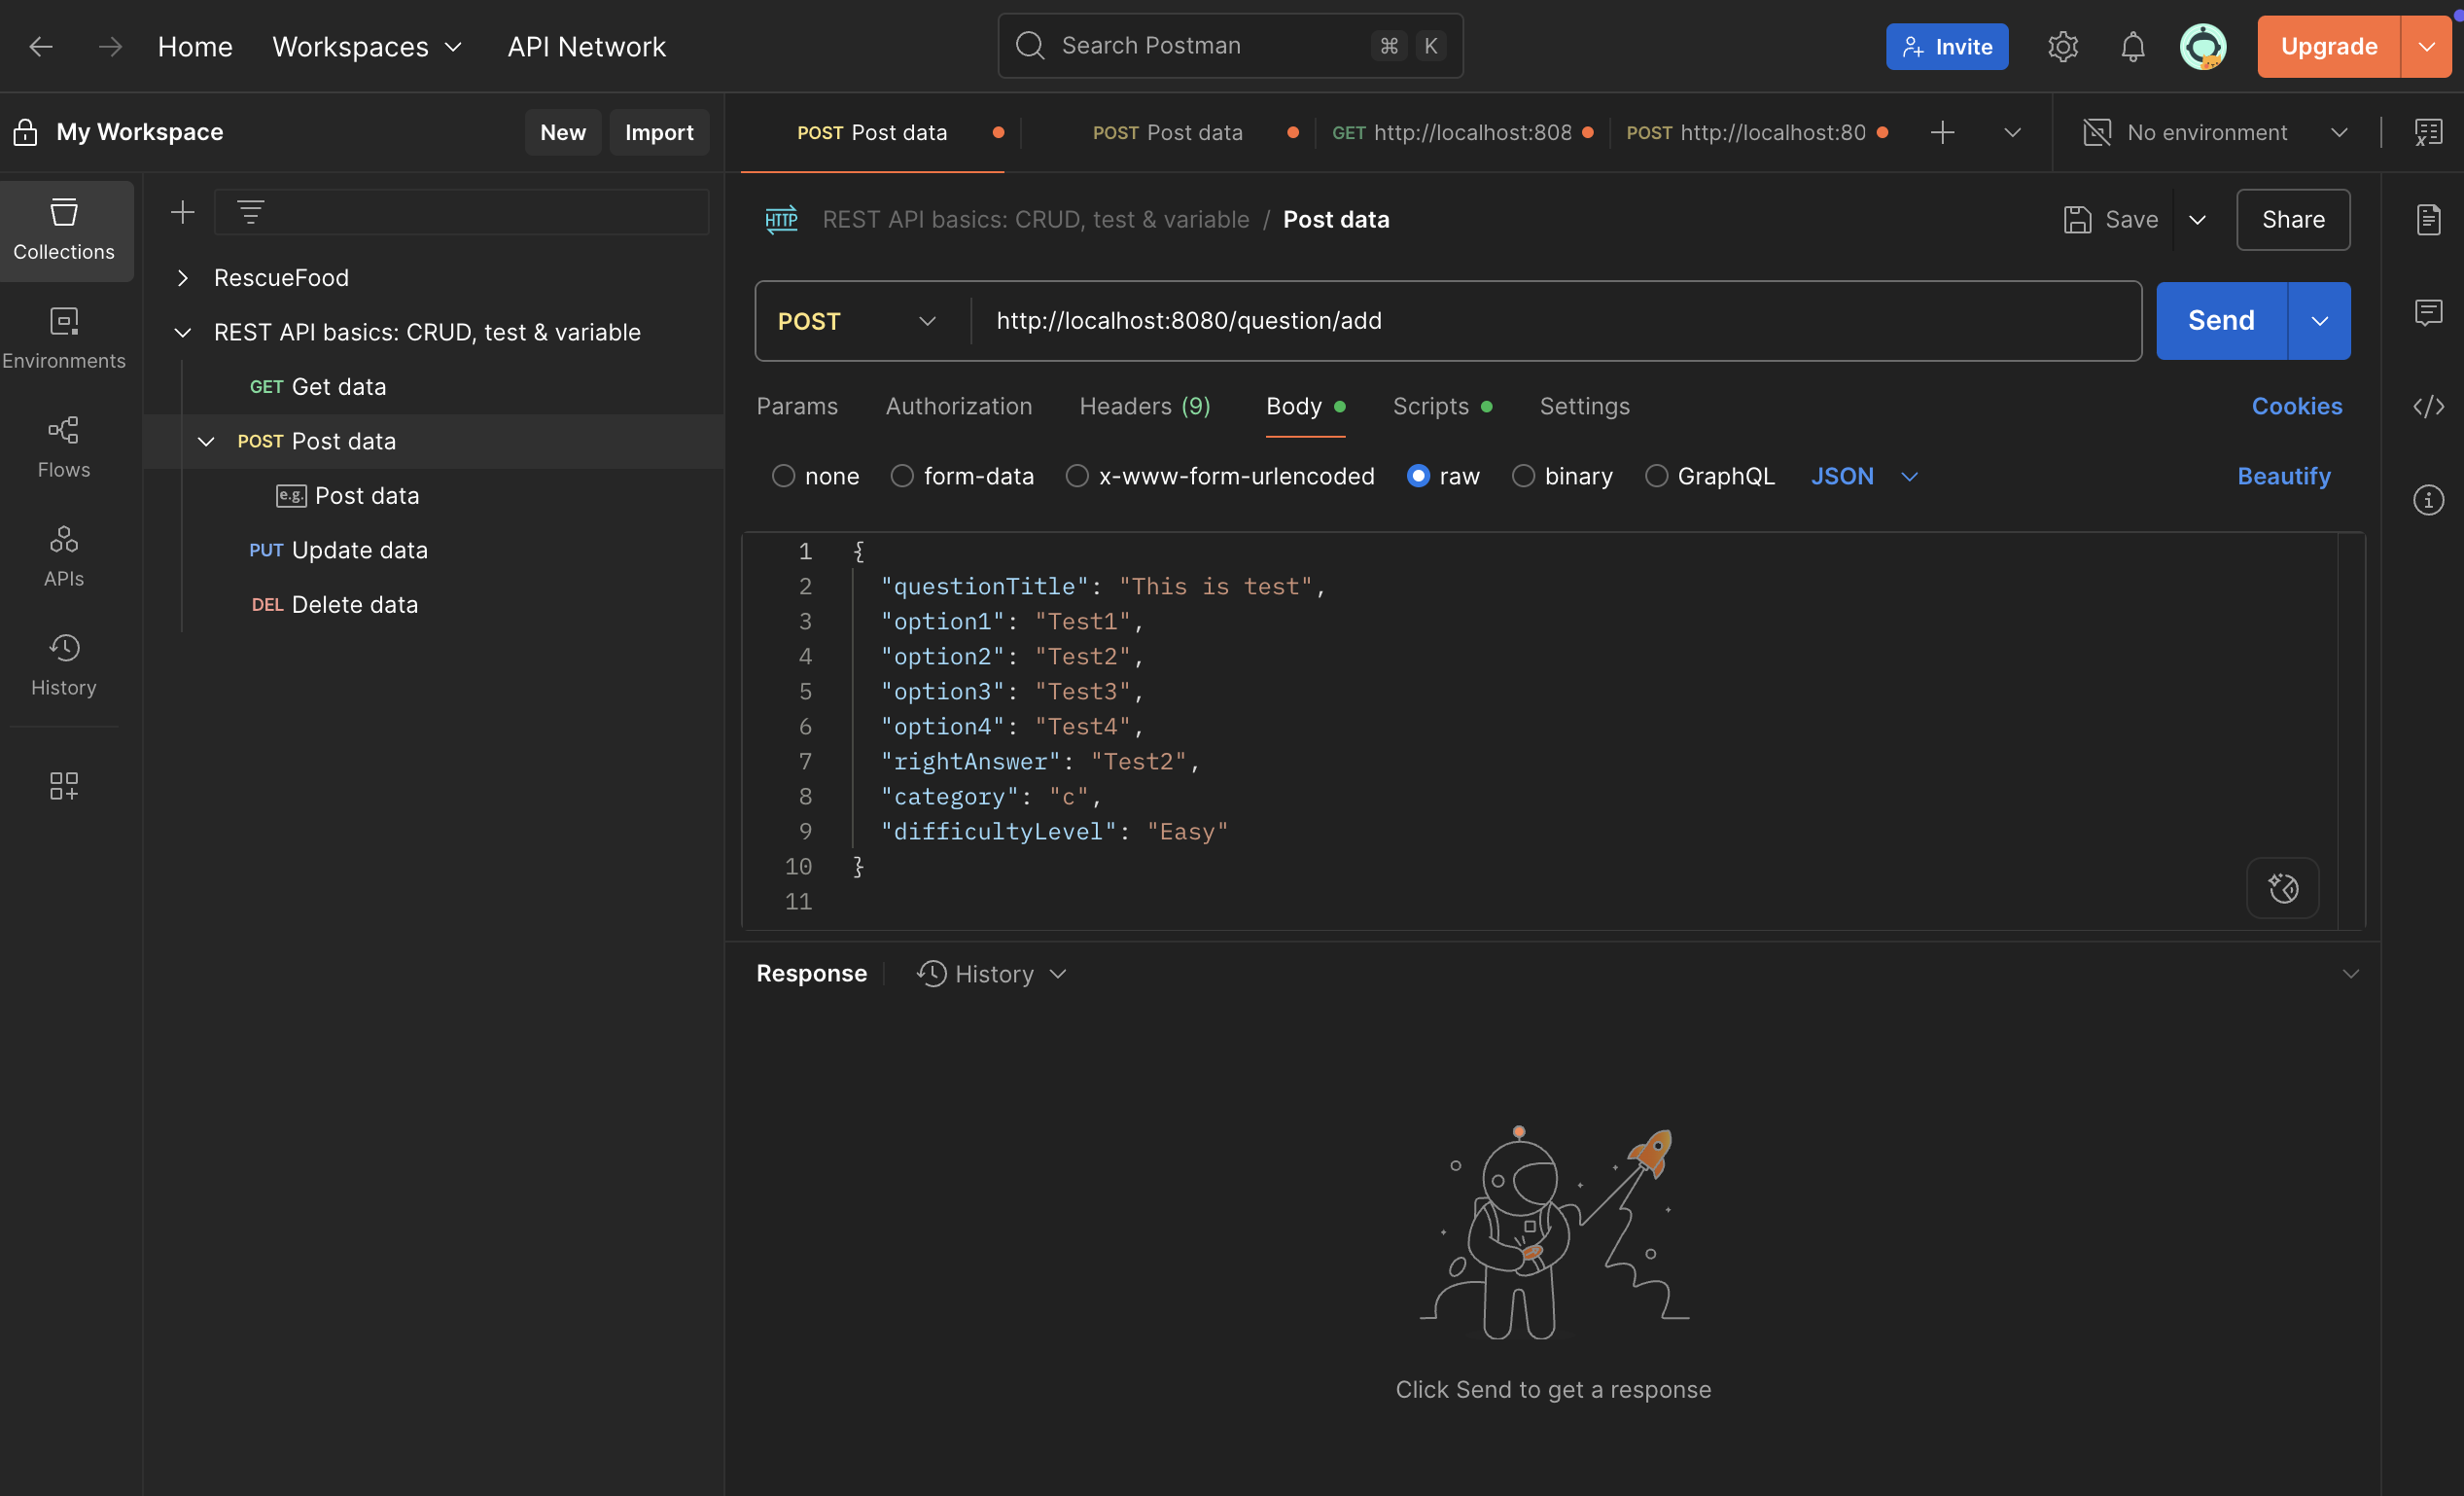 Home Workspaces API Network Search Postman ⌘ K Invite Upgrade
My Workspace New Import
POST Post data POST Post data GET http://localhost:808 POST http://localhost:80 No environment
Collections
Environments
Flows
APIs
History
RescueFood
REST API basics: CRUD, test & variable
GET Get data
POST Post data
e.g. Post data
PUT Update data
DEL Delete data
HTTP REST API basics: CRUD, test & variable / Post data Save Share
POST http://localhost:8080/question/add Send
Params Authorization Headers (9) Body Scripts Settings Cookies
none form-data x-www-form-urlencoded raw binary GraphQL JSON Beautify
1 {
2 "questionTitle": "This is test",
3 "option1": "Test1",
4 "option2": "Test2",
5 "option3": "Test3",
6 "option4": "Test4",
7 "rightAnswer": "Test2",
8 "category": "c",
9 "difficultyLevel": "Easy"
10 }
11
Response History
Click Send to get a response